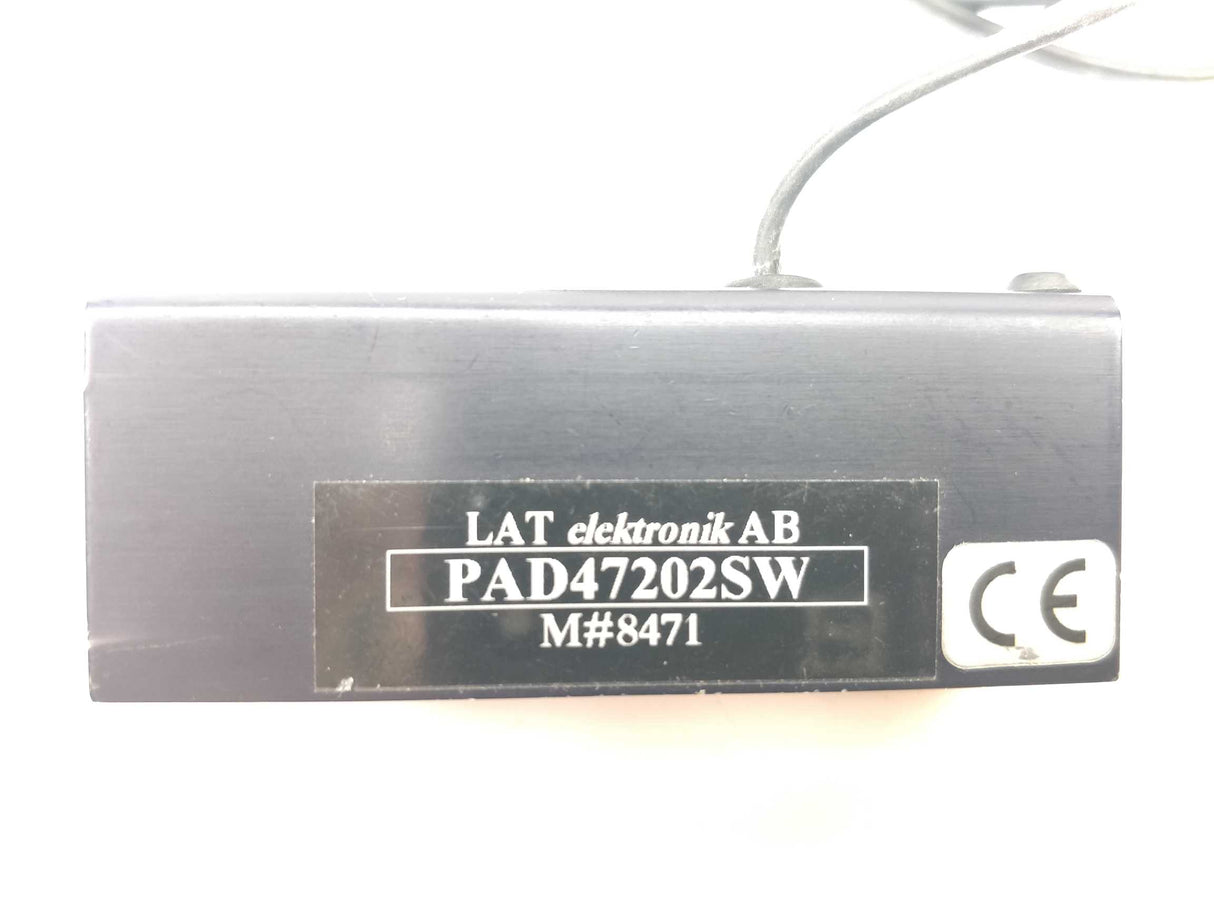 LAT elektronik AB
PAD47202SW
M#8471
CE